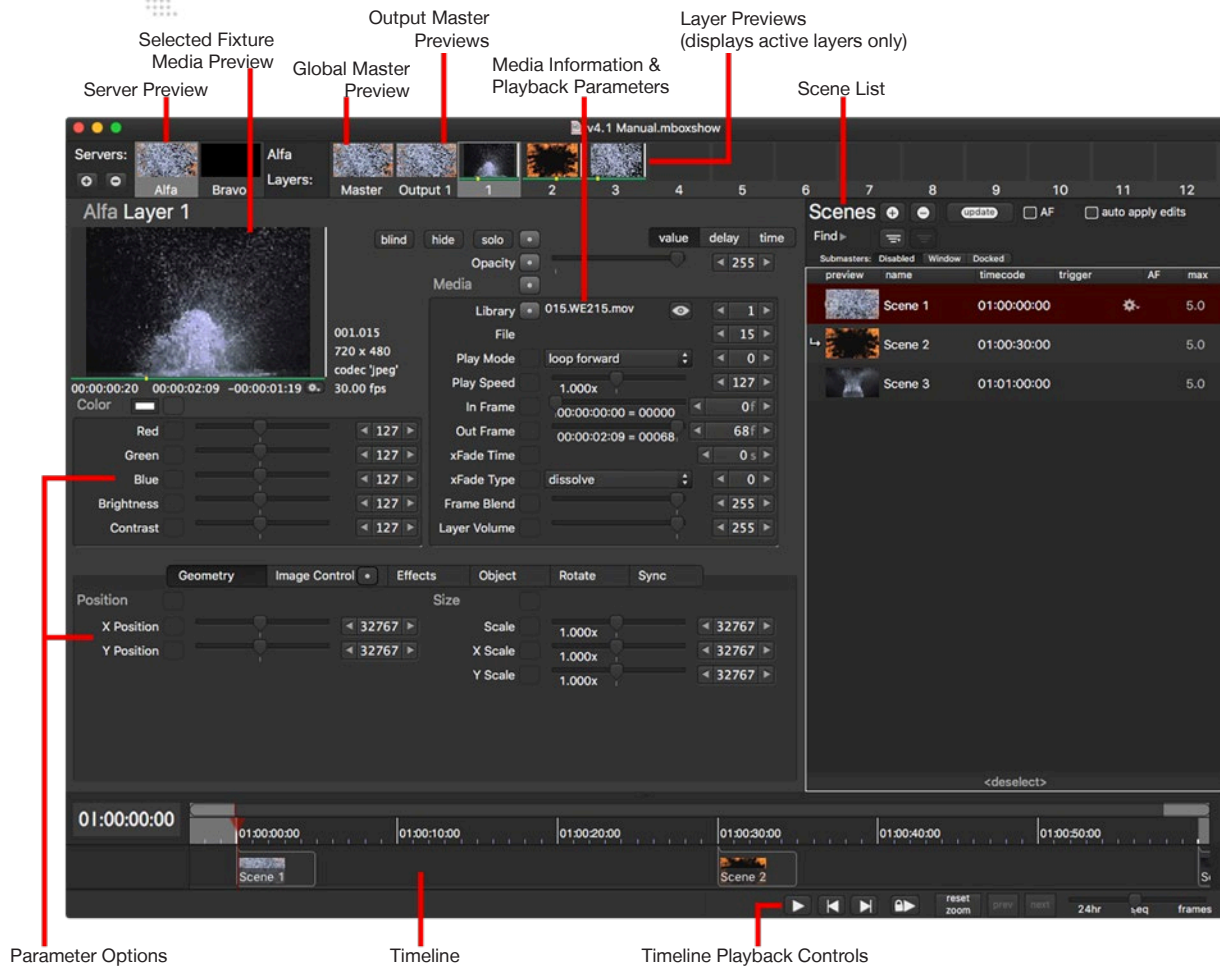 Output Master
Previews
Layer Previews
(displays active layers only)
Selected Fixture
Media Preview
Global Master
Preview
Media Information &
Playback Parameters
Server Preview
Scene List
v4.1 Manual.mboxshow
Servers:
Alfa
Layers:
Alfa Bravo Master Output 1 1 2 3 4 5 6 7 8 9 10 11 12
Alfa Layer 1
blind hide solo value delay time
Opacity 255
Media
Library 015.WE215.mov 1
File 15
Play Mode loop forward 0
Play Speed 1.000x 127
In Frame 00:00:00:00 = 00000 0f
Out Frame 00:00:02:09 = 00068 68f
xFade Time 0 s
xFade Type dissolve 0
Frame Blend 255
Layer Volume 255
001.015
720 x 480
codec 'jpeg'
30.00 fps
00:00:00:20 00:00:02:09 -00:00:01:19
Color
Red 127
Green 127
Blue 127
Brightness 127
Contrast 127
Geometry Image Control Effects Object Rotate Sync
Position
X Position 32767
Y Position 32767
Size
Scale 1.000x 32767
X Scale 1.000x 32767
Y Scale 1.000x 32767
Scenes update AF auto apply edits
Find
Submasters: Disabled Window Docked
preview name timecode trigger AF max
Scene 1 01:00:00:00 5.0
Scene 2 01:00:30:00 5.0
Scene 3 01:01:00:00 5.0
<deselect>
01:00:00:00
01:00:00:00 01:00:10:00 01:00:20:00 01:00:30:00 01:00:40:00 01:00:50:00
Scene 1 Scene 2
reset
zoom
prev next
24hr seq frames
Parameter Options
Timeline
Timeline Playback Controls